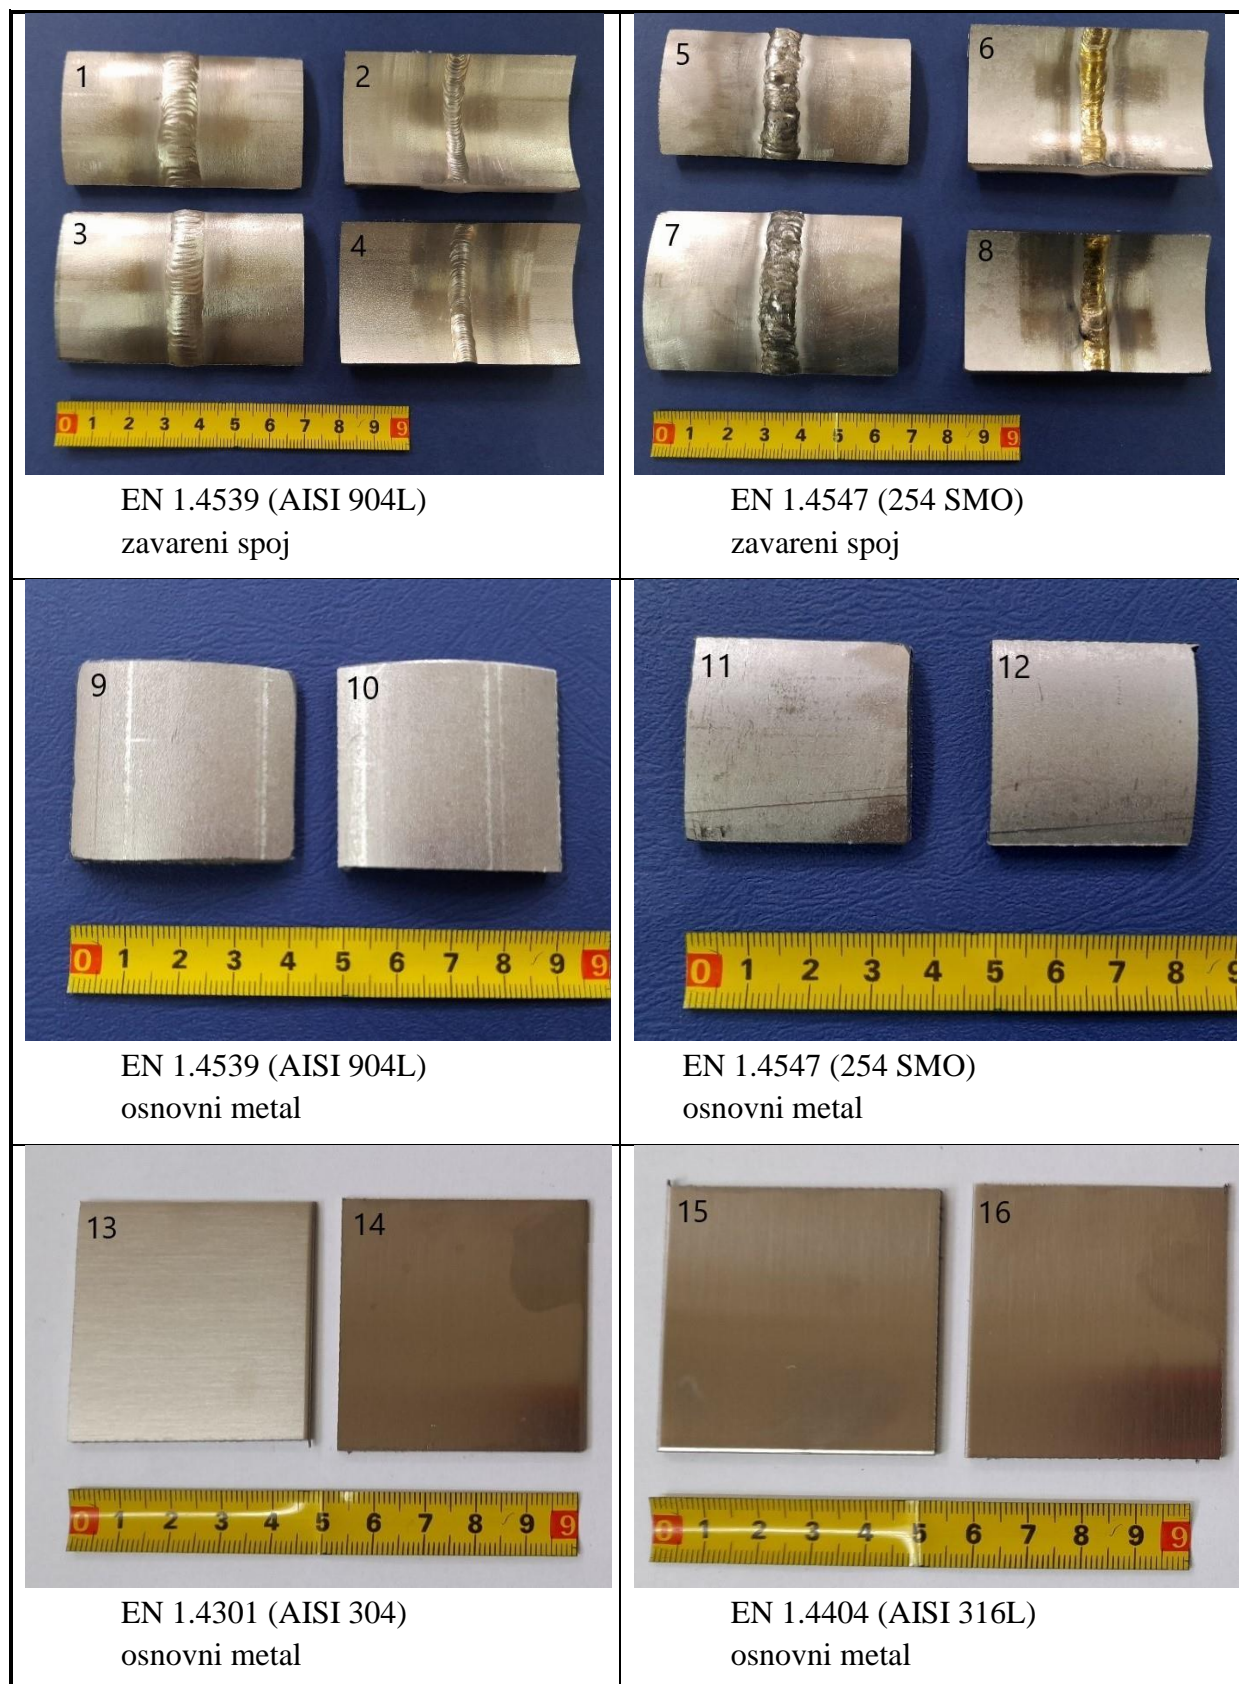 1
2
3
4
0 1 2 3 4 5 6 7 8 9 9
EN 1.4539 (AISI 904L)
zavareni spoj
5
6
7
8
0 1 2 3 4 5 6 7 8 9 9
EN 1.4547 (254 SMO)
zavareni spoj
9
10
0 1 2 3 4 5 6 7 8 9 9
EN 1.4539 (AISI 904L)
osnovni metal
11
12
0 1 2 3 4 5 6 7 8 9
EN 1.4547 (254 SMO)
osnovni metal
13
14
0 1 2 3 4 5 6 7 8 9 9
EN 1.4301 (AISI 304)
osnovni metal
15
16
0 1 2 3 4 5 6 7 8 9 9
EN 1.4404 (AISI 316L)
osnovni metal